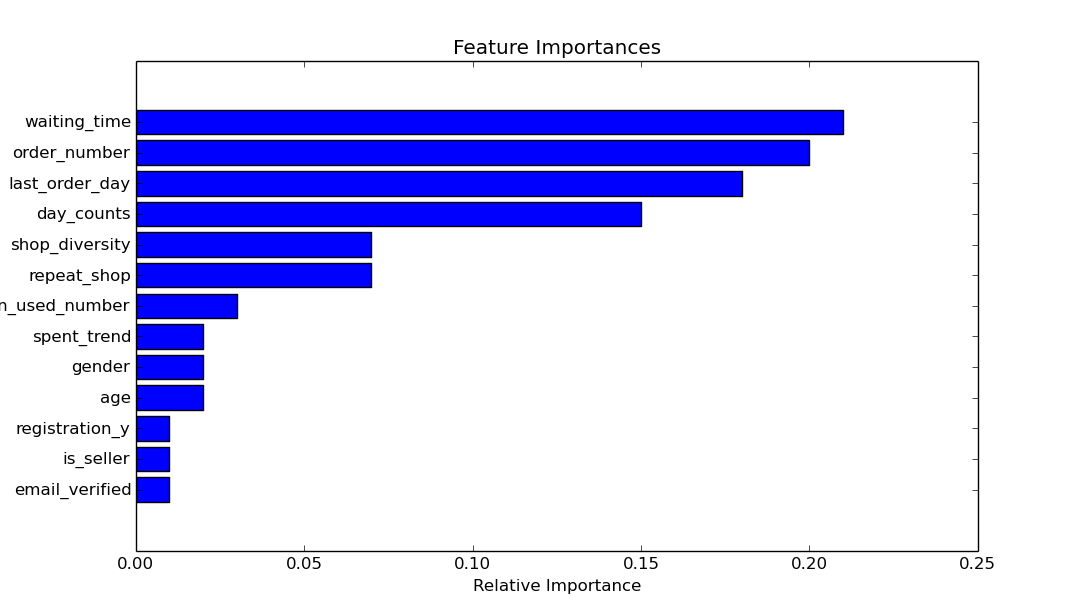 Feature Importances
waiting_time
order_number
last_order_day
day_counts
shop_diversity
repeat_shop
n_used_number
spent_trend
gender
age
registration_y
is_seller
email_verified
0.00 0.05 0.10 0.15 0.20 0.25
Relative Importance